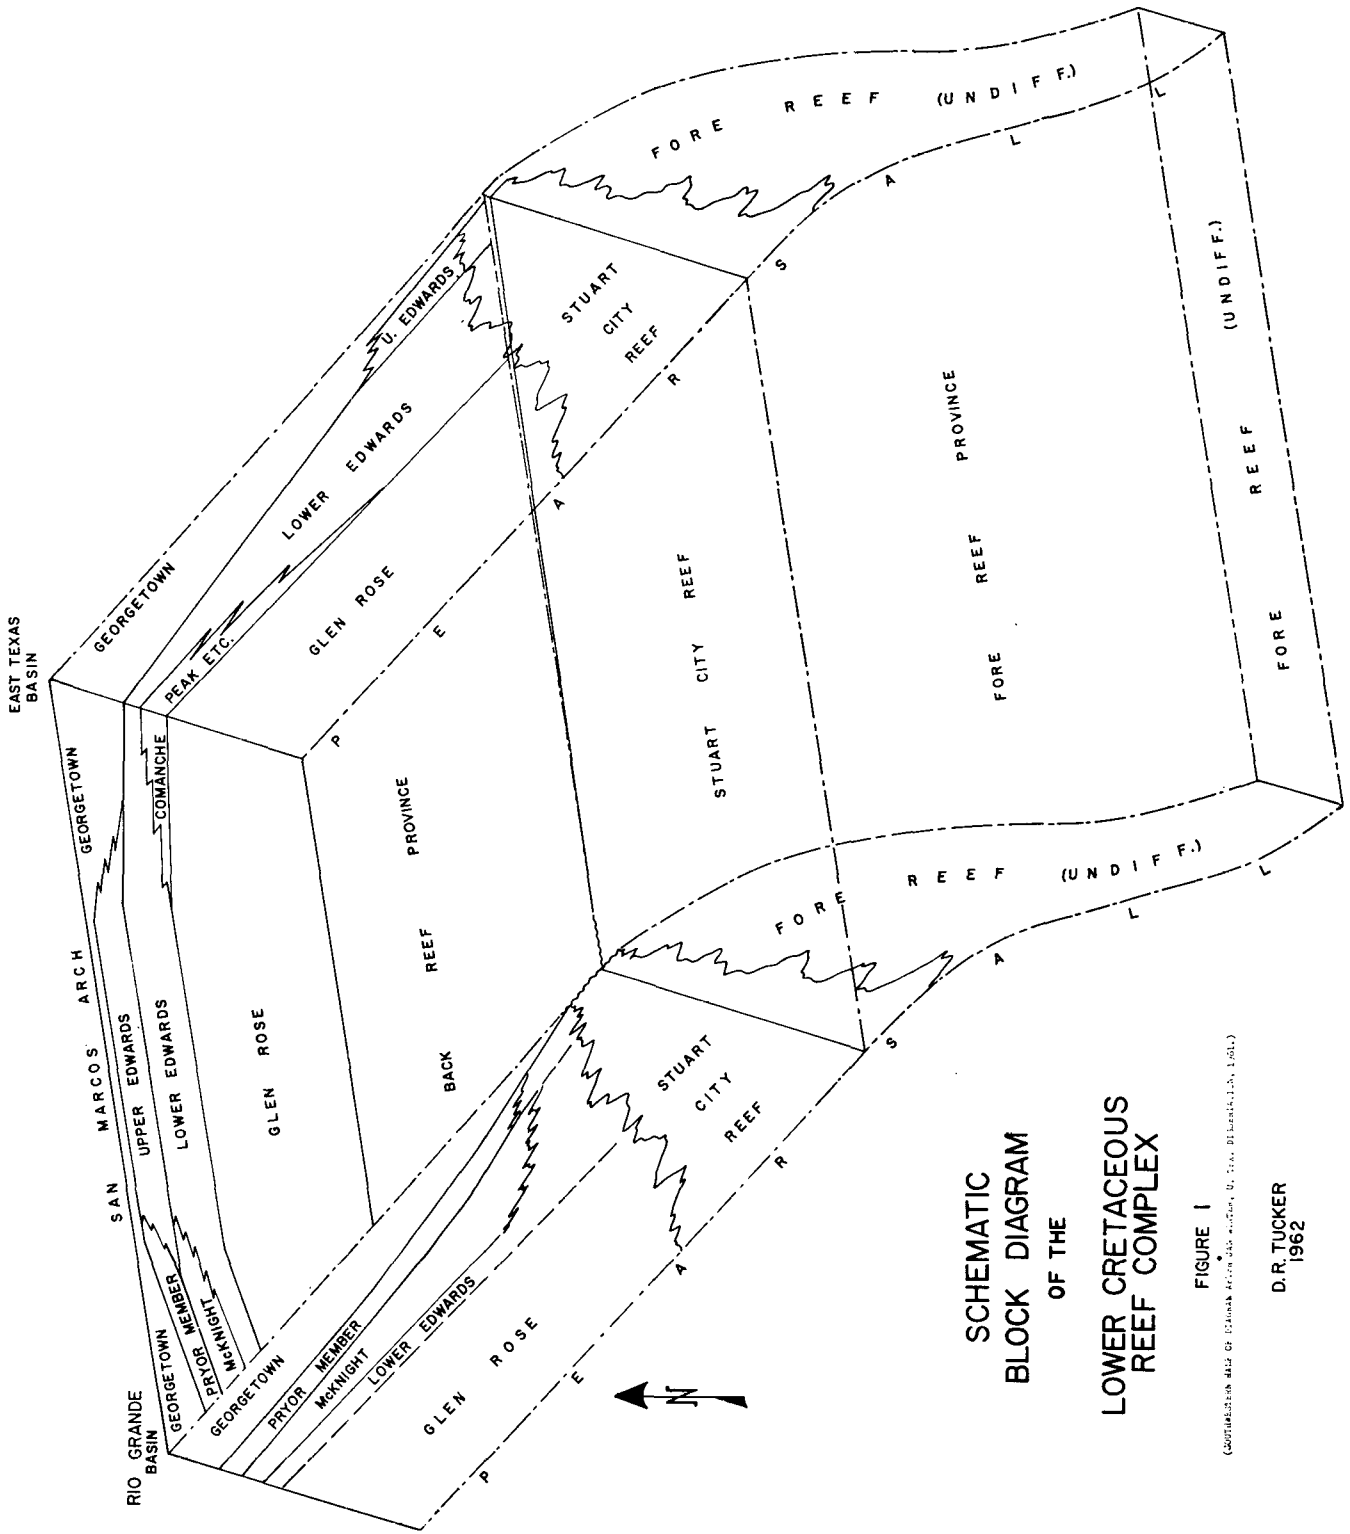 EAST TEXAS
BASIN
GEORGETOWN
U. EDWARDS
LOWER EDWARDS
PEAK ETC.
GLEN ROSE
STUART
CITY
REEF
FORE REEF (UNDIFF.)
PEARSALL
RIO GRANDE
BASIN
SAN MARCOS ARCH
GEORGETOWN
COMANCHE
UPPER EDWARDS
LOWER EDWARDS
GLEN ROSE
GEORGETOWN
PRYOR MEMBER
McKNIGHT
BACK REEF PROVINCE
STUART CITY REEF
FORE REEF PROVINCE
FORE REEF (UNDIFF.)
GEORGETOWN
PRYOR MEMBER
McKNIGHT
LOWER EDWARDS
GLEN ROSE
STUART
CITY
REEF
FORE REEF (UNDIFF.)
PEARSALL
N
SCHEMATIC
BLOCK DIAGRAM
OF THE
LOWER CRETACEOUS
REEF COMPLEX
FIGURE 1
D.R. TUCKER
1962